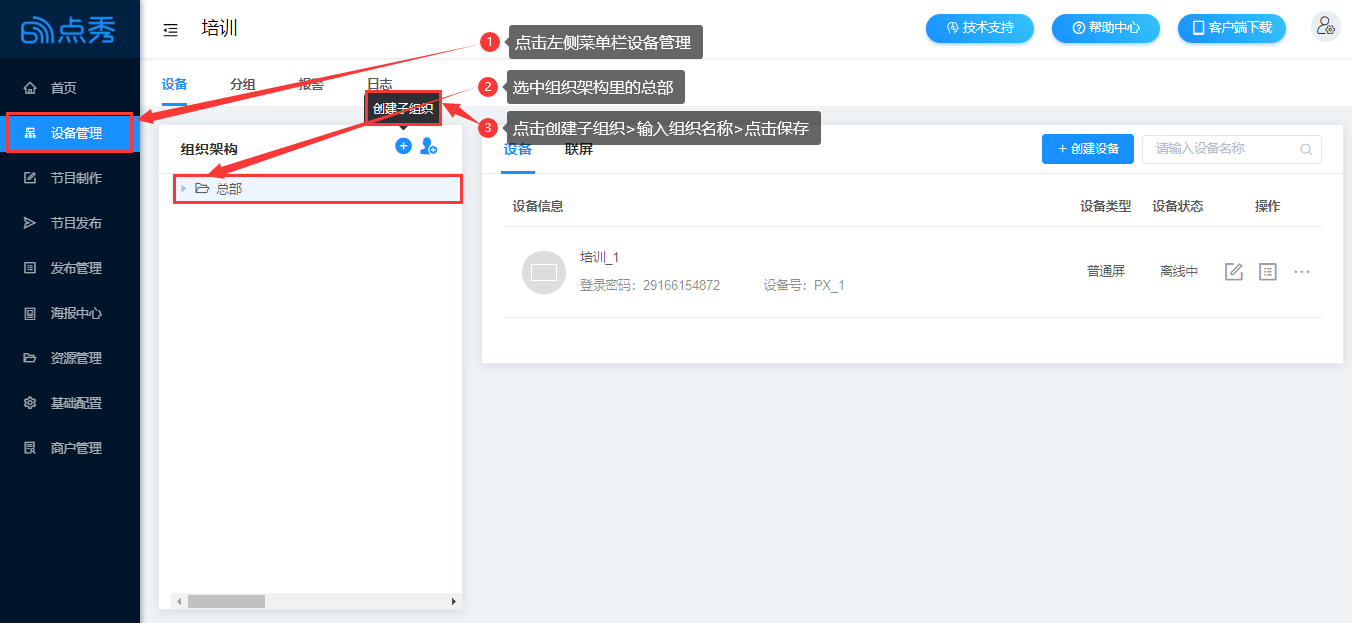 点秀
培训
技术支持
帮助中心
客户端下载
首页
设备管理
节目制作
节目发布
发布管理
海报中心
资源管理
基础配置
商户管理
1 点击左侧菜单栏设备管理
2 选中组织架构里的总部
3 点击创建子组织>输入组织名称>点击保存
设备 分组 报警 日志
创建子组织
组织架构
总部
设备 联屏
+ 创建设备
请输入设备名称
设备信息 设备类型 设备状态 操作
培训_1
登录密码：29166154872 设备号：PX_1
普通屏 离线中